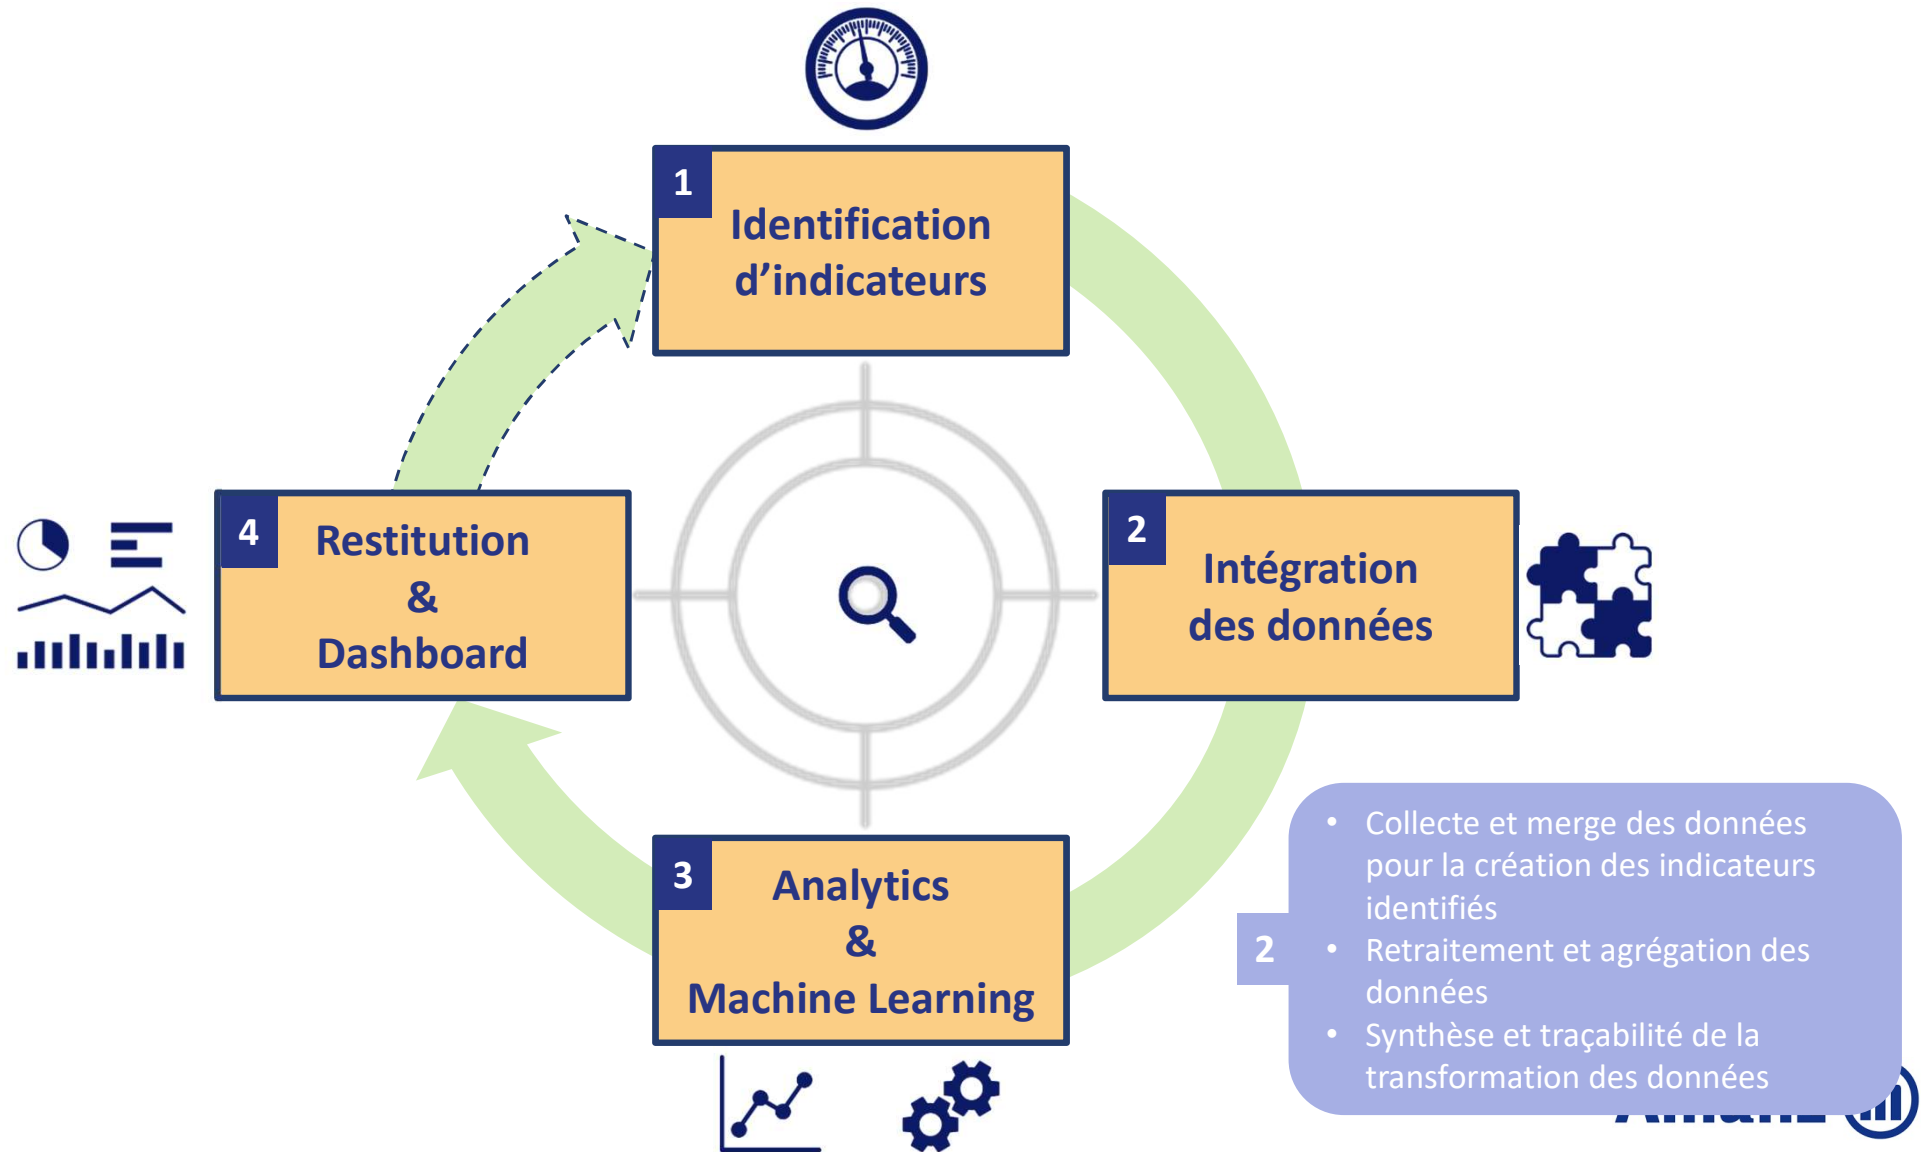 1
Identification
d’indicateurs
2
Intégration
des données
3
Analytics
&
Machine Learning
4
Restitution
&
Dashboard
2
• Collecte et merge des données
pour la création des indicateurs
identifiés
• Retraitement et agrégation des
données
• Synthèse et traçabilité de la
transformation des données